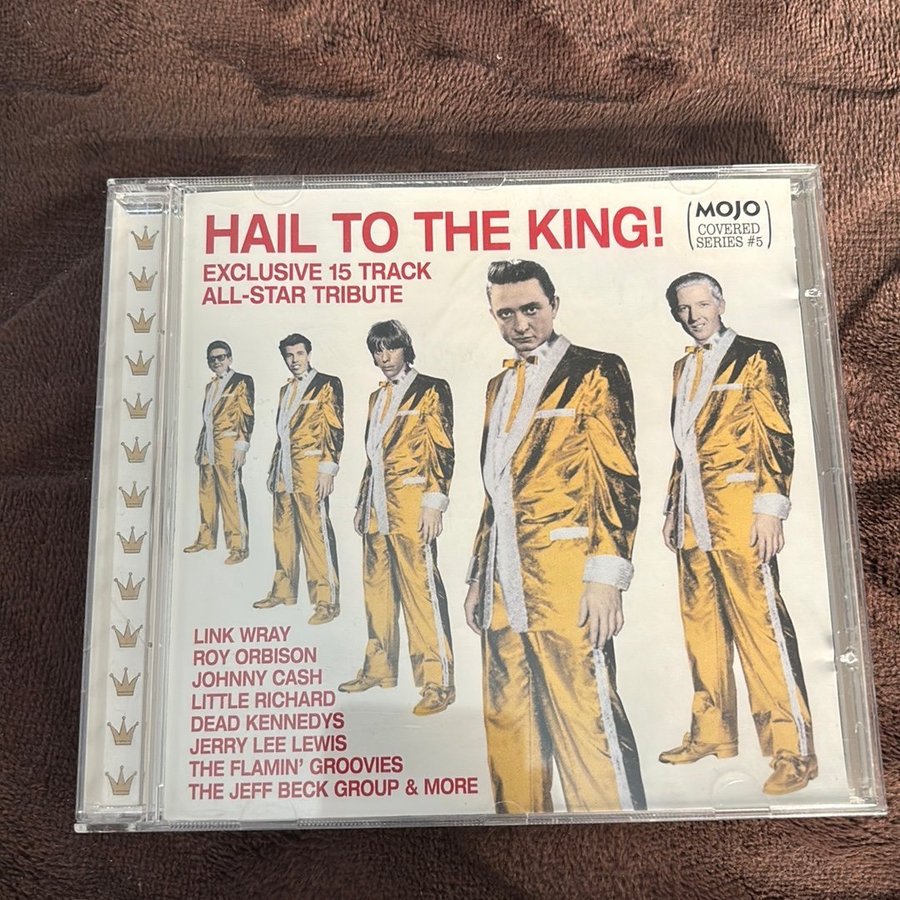 HAIL TO THE KING!
EXCLUSIVE 15 TRACK
ALL-STAR TRIBUTE
MOJO
COVERED
SERIES #5
LINK WRAY
ROY ORBISON
JOHNNY CASH
LITTLE RICHARD
DEAD KENNEDYS
JERRY LEE LEWIS
THE FLAMIN' GROOVIES
THE JEFF BECK GROUP & MORE